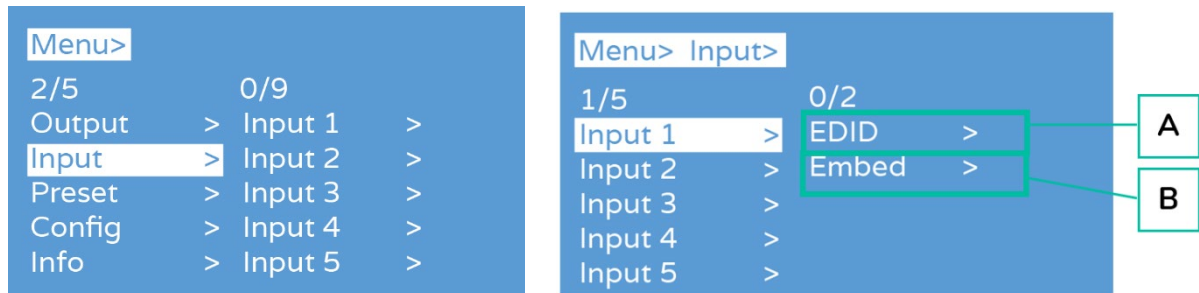 Menu>
2/5 0/9
Output > Input 1 >
Input > Input 2 >
Preset > Input 3 >
Config > Input 4 >
Info > Input 5 >
Menu> Input>
1/5 0/2
Input 1 > EDID >
Input 2 > Embed >
Input 3 >
Input 4 >
Input 5 >
A
B